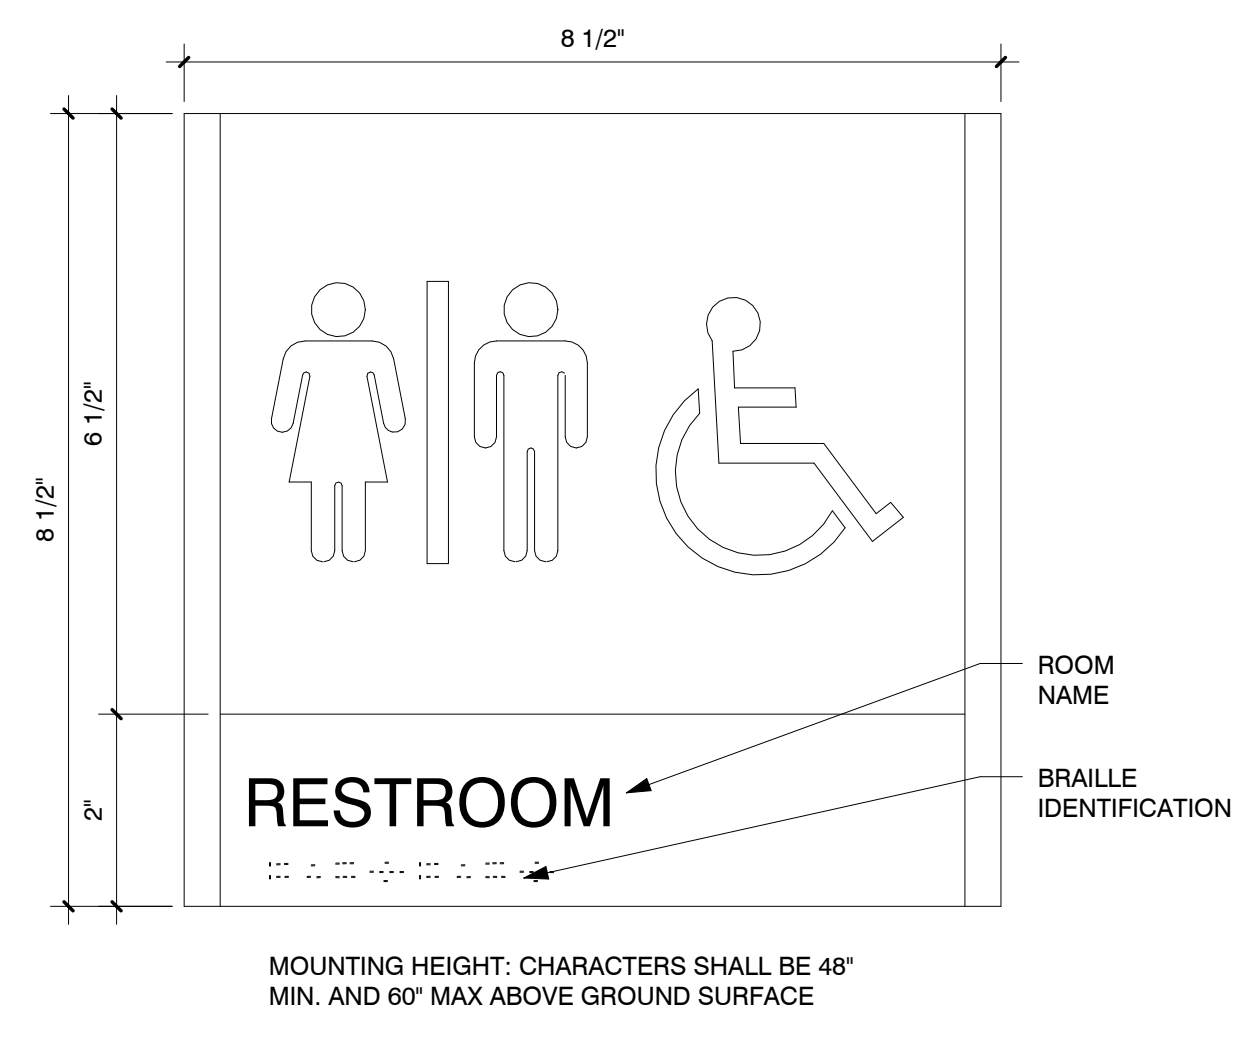 8 1/2"
6 1/2"
8 1/2"
2"
ROOM
NAME
RESTROOM
BRAILLE
IDENTIFICATION
MOUNTING HEIGHT: CHARACTERS SHALL BE 48"
MIN. AND 60" MAX ABOVE GROUND SURFACE